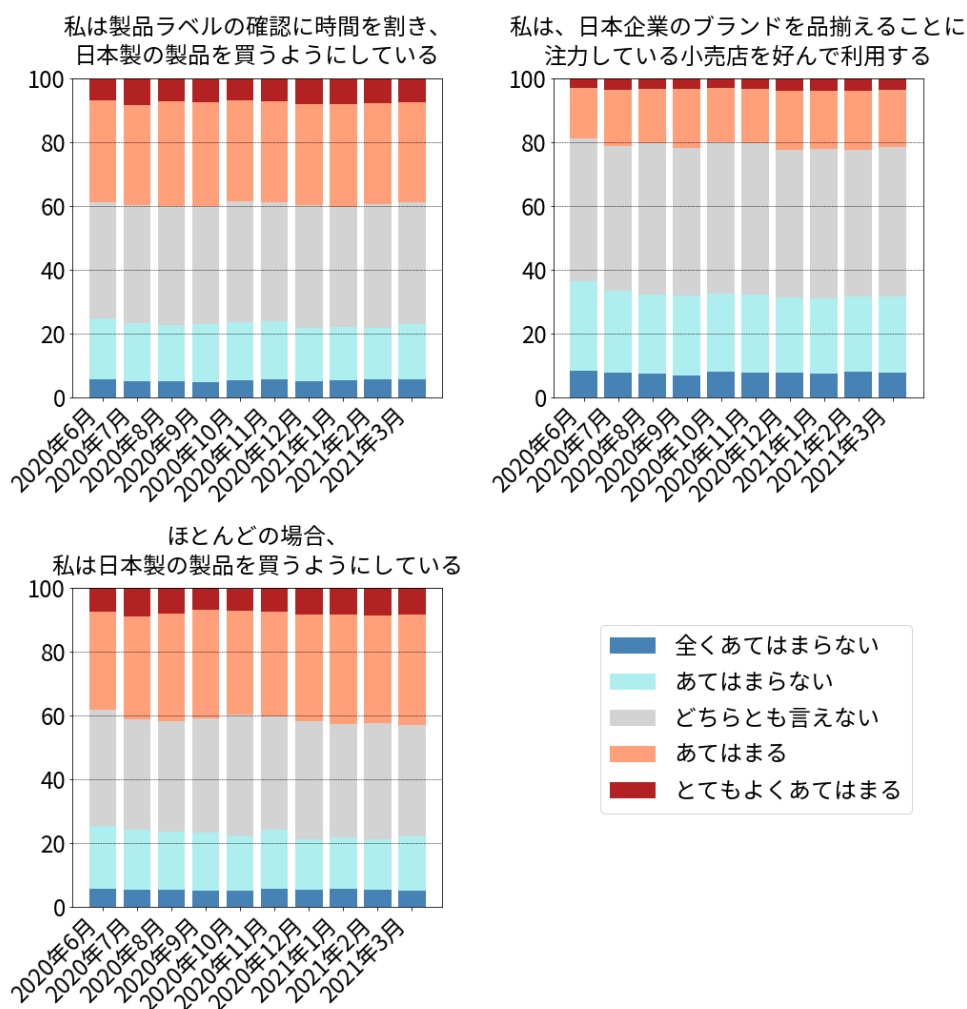 私は製品ラベルの確認に時間を割き、
日本製の製品を買うようにしている
100
80
60
40
20
0
2020年6月
2020年7月
2020年8月
2020年9月
2020年10月
2020年11月
2020年12月
2021年1月
2021年2月
2021年3月
私は、日本企業のブランドを品揃えることに
注力している小売店を好んで利用する
100
80
60
40
20
0
2020年6月
2020年7月
2020年8月
2020年9月
2020年10月
2020年11月
2020年12月
2021年1月
2021年2月
2021年3月
ほとんどの場合、
私は日本製の製品を買うようにしている
100
80
60
40
20
0
2020年6月
2020年7月
2020年8月
2020年9月
2020年10月
2020年11月
2020年12月
2021年1月
2021年2月
2021年3月
全くあてはまらない
あてはまらない
どちらとも言えない
あてはまる
とてもよくあてはまる